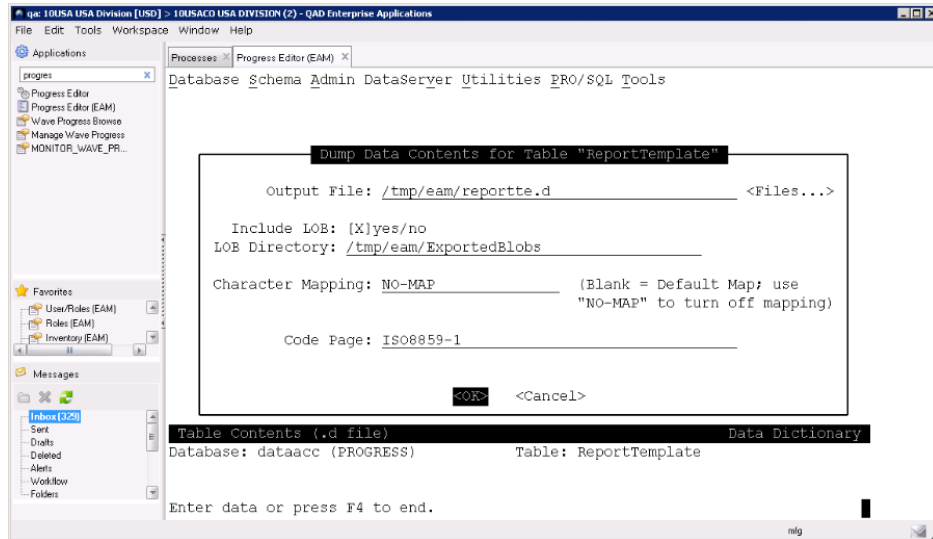 qa: 10USA USA Division [USD] > 10USACO USA DIVISION (2) - QAD Enterprise Applications
File Edit Tools Workspace Window Help
Applications
progres
Progress Editor
Progress Editor (EAM)
Wave Progress Browse
Manage Wave Progress
MONITOR_WAVE_PR...
Favorites
User/Roles (EAM)
Roles (EAM)
Inventory (EAM)
Messages
Inbox (329)
Sent
Drafts
Deleted
Alerts
Workflow
Folders
Processes
Progress Editor (EAM)
Database Schema Admin DataServer Utilities PRO/SQL Tools
Dump Data Contents for Table "ReportTemplate"
Output File: /tmp/eam/reportte.d <Files...>
Include LOB: [X]yes/no
LOB Directory: /tmp/eam/ExportedBlobs
Character Mapping: NO-MAP (Blank = Default Map; use
"NO-MAP" to turn off mapping)
Code Page: ISO8859-1
<OK> <Cancel>
Table Contents (.d file) Data Dictionary
Database: dataacc (PROGRESS) Table: ReportTemplate
Enter data or press F4 to end.
mfg